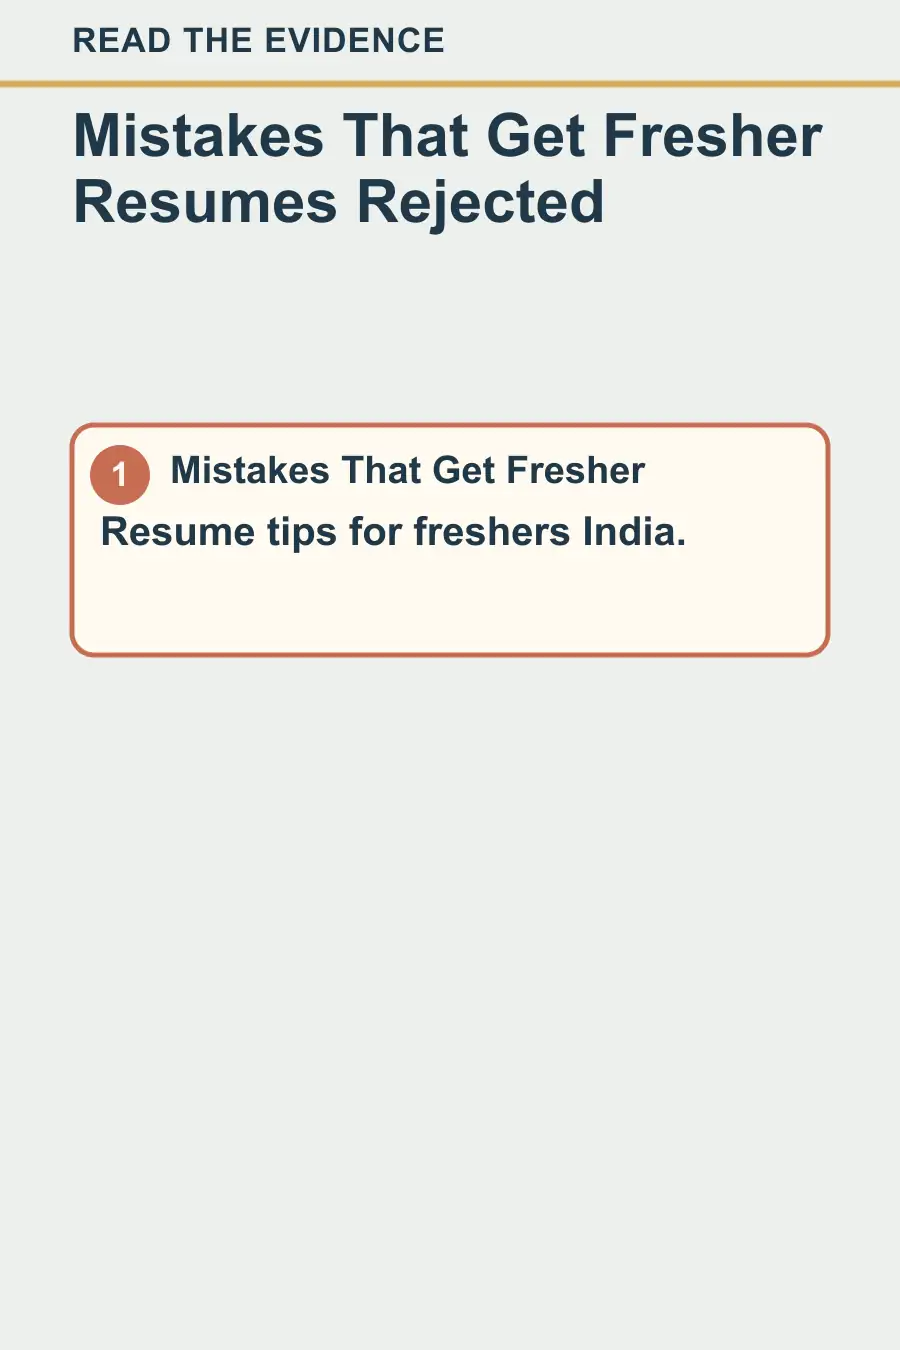 READ THE EVIDENCE
Mistakes That Get Fresher
Resumes Rejected
1 Mistakes That Get Fresher
Resume tips for freshers India.